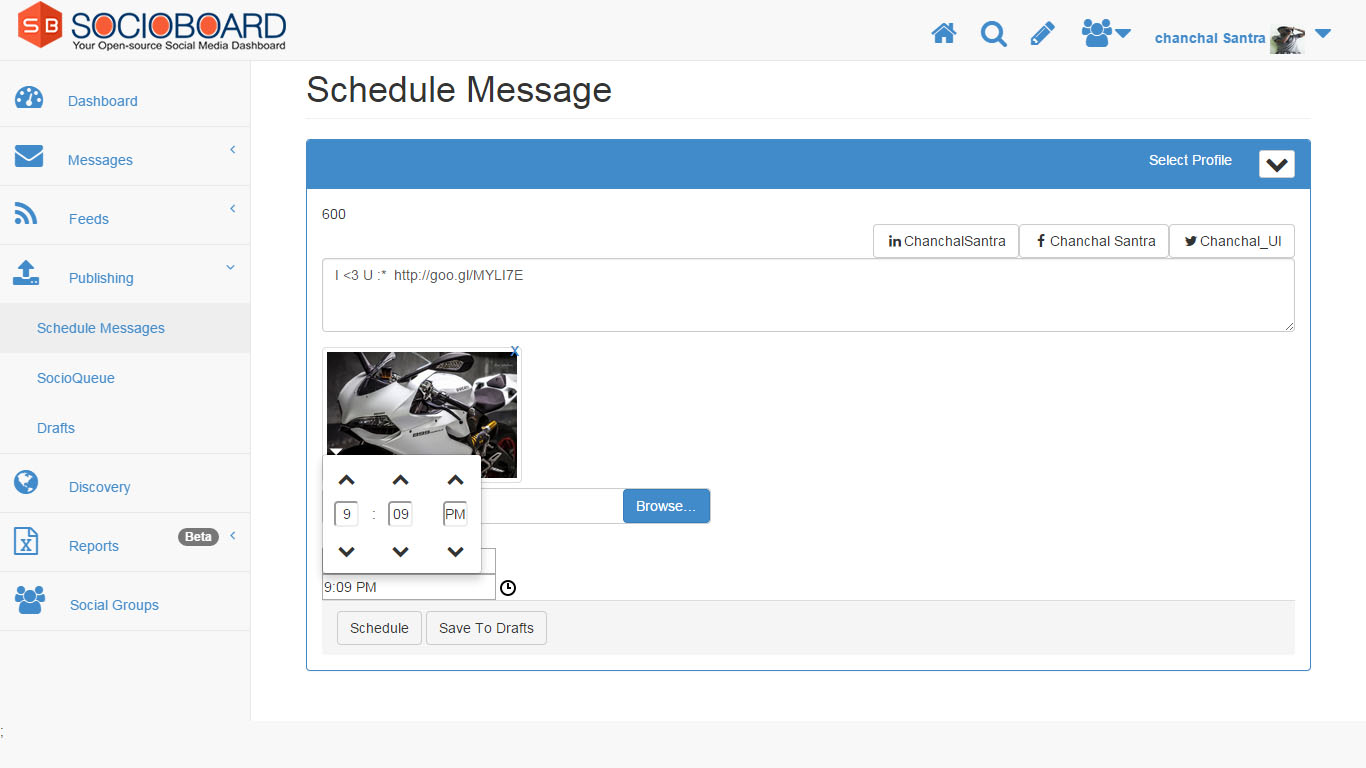 SB SOCIOBOARD
Your Open-source Social Media Dashboard
chanchal Santra
Dashboard
Messages
Feeds
Publishing
Schedule Messages
SocioQueue
Drafts
Discovery
Reports Beta
Social Groups
;
Schedule Message
Select Profile
600
in ChanchalSantra
f Chanchal Santra
Chanchal_UI
I <3 U :*  http://goo.gl/MYLI7E
x
Browse...
9 : 09 PM
9:09 PM
Schedule
Save To Drafts